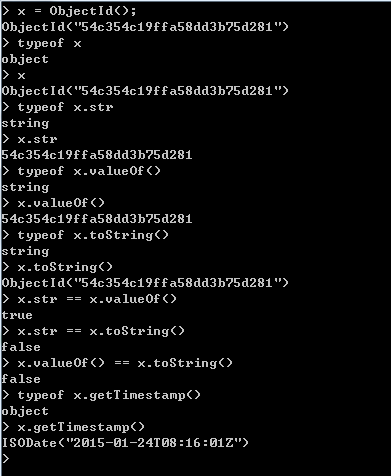 > x = ObjectId();
ObjectId("54c354c19ffa58dd3b75d281")
> typeof x
object
> x
ObjectId("54c354c19ffa58dd3b75d281")
> typeof x.str
string
> x.str
54c354c19ffa58dd3b75d281
> typeof x.valueOf()
string
> x.valueOf()
54c354c19ffa58dd3b75d281
> typeof x.toString()
string
> x.toString()
ObjectId("54c354c19ffa58dd3b75d281")
> x.str == x.valueOf()
true
> x.str == x.toString()
false
> x.valueOf() == x.toString()
false
> typeof x.getTimestamp()
object
> x.getTimestamp()
ISODate("2015-01-24T08:16:01Z")
>